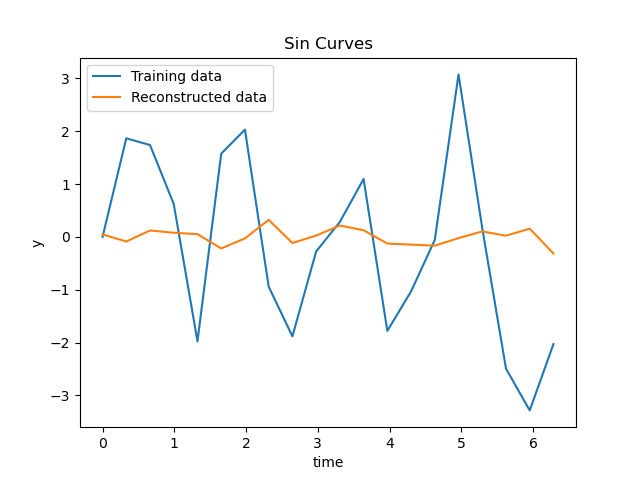 Sin Curves
Training data
Reconstructed data
3
2
1
0
−1
−2
−3
y
0 1 2 3 4 5 6
time